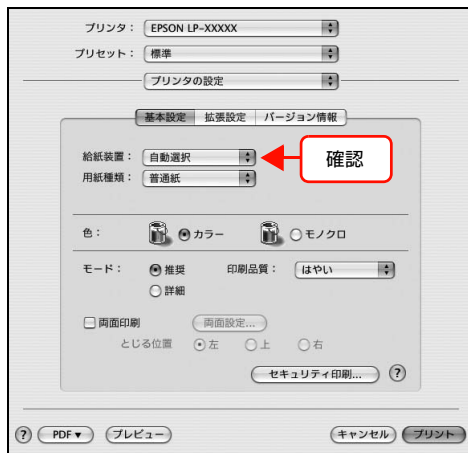 プリンタ： EPSON LP-XXXXX
プリセット： 標準
プリンタの設定
基本設定 拡張設定 バージョン情報
給紙装置： 自動選択 確認
用紙種類： 普通紙
色： カラー モノクロ
モード： 推奨 印刷品質： はやい
詳細
両面印刷 両面設定...
とじる位置 左 上 右
セキュリティ印刷... ?
? PDF▼ プレビュー キャンセル プリント